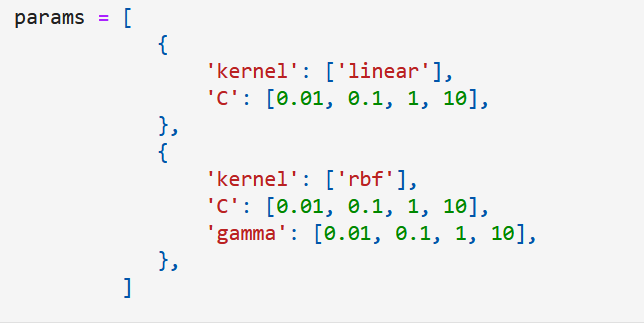 params = [
            {
                'kernel': ['linear'],
                'C': [0.01, 0.1, 1, 10],
            },
            {
                'kernel': ['rbf'],
                'C': [0.01, 0.1, 1, 10],
                'gamma': [0.01, 0.1, 1, 10],
            },
         ]